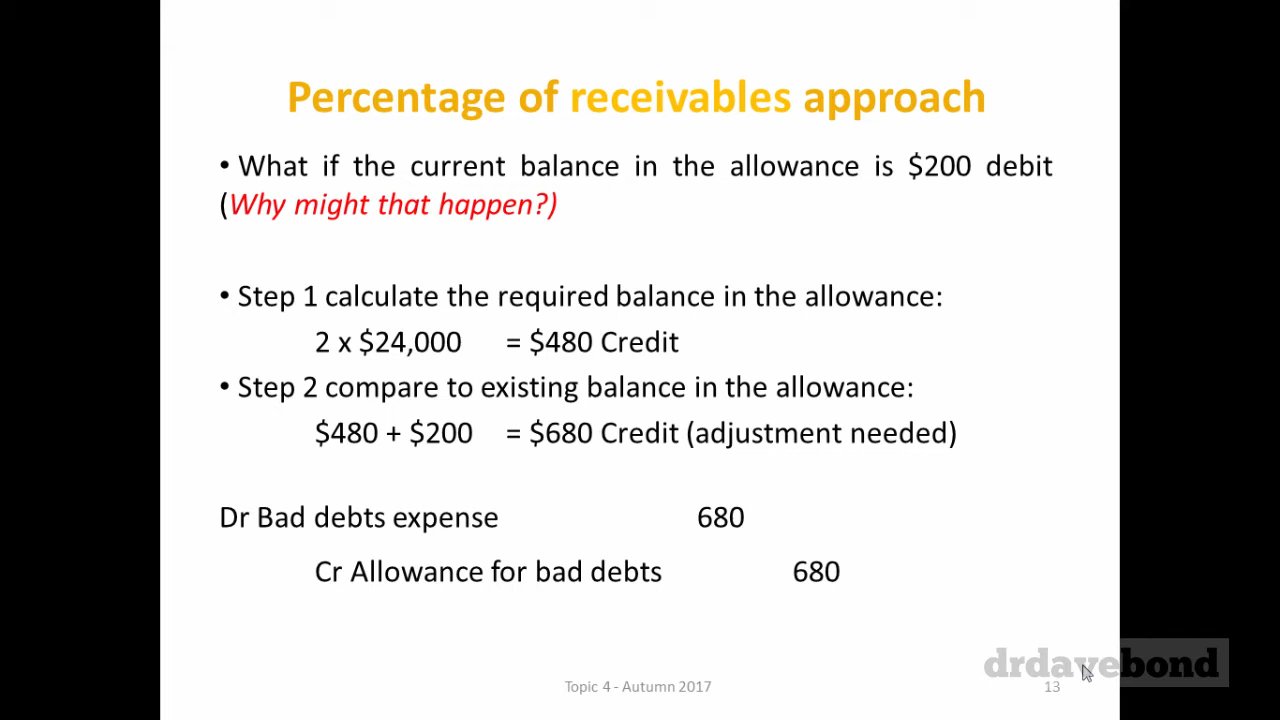 Percentage of receivables approach
• What if the current balance in the allowance is $200 debit
(Why might that happen?)
• Step 1 calculate the required balance in the allowance:
2 x $24,000 = $480 Credit
• Step 2 compare to existing balance in the allowance:
$480 + $200 = $680 Credit (adjustment needed)
Dr Bad debts expense 680
Cr Allowance for bad debts 680
drdavebond
Topic 4 - Autumn 2017 13